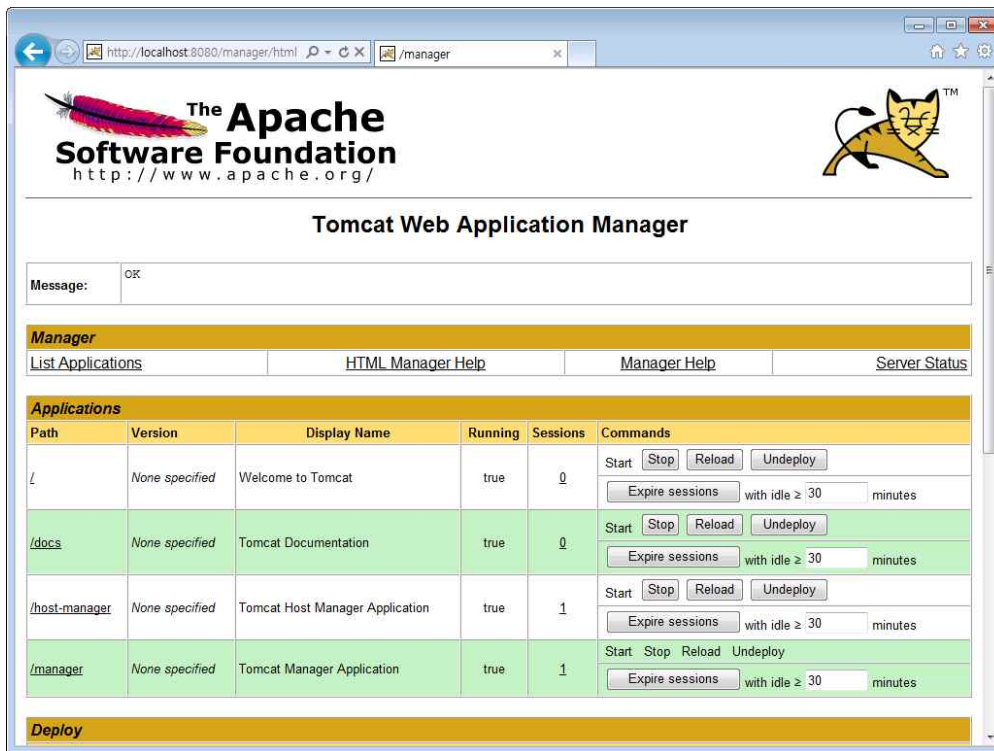 http://localhost:8080/manager/html
/manager
The Apache
Software Foundation
http://www.apache.org/
TM
Tomcat Web Application Manager
Message: OK
Manager
List Applications HTML Manager Help Manager Help Server Status
Applications
Path Version Display Name Running Sessions Commands
/ None specified Welcome to Tomcat true 0 Start Stop Reload Undeploy
Expire sessions with idle ≥ 30 minutes
/docs None specified Tomcat Documentation true 0 Start Stop Reload Undeploy
Expire sessions with idle ≥ 30 minutes
/host-manager None specified Tomcat Host Manager Application true 1 Start Stop Reload Undeploy
Expire sessions with idle ≥ 30 minutes
/manager None specified Tomcat Manager Application true 1 Start Stop Reload Undeploy
Expire sessions with idle ≥ 30 minutes
Deploy